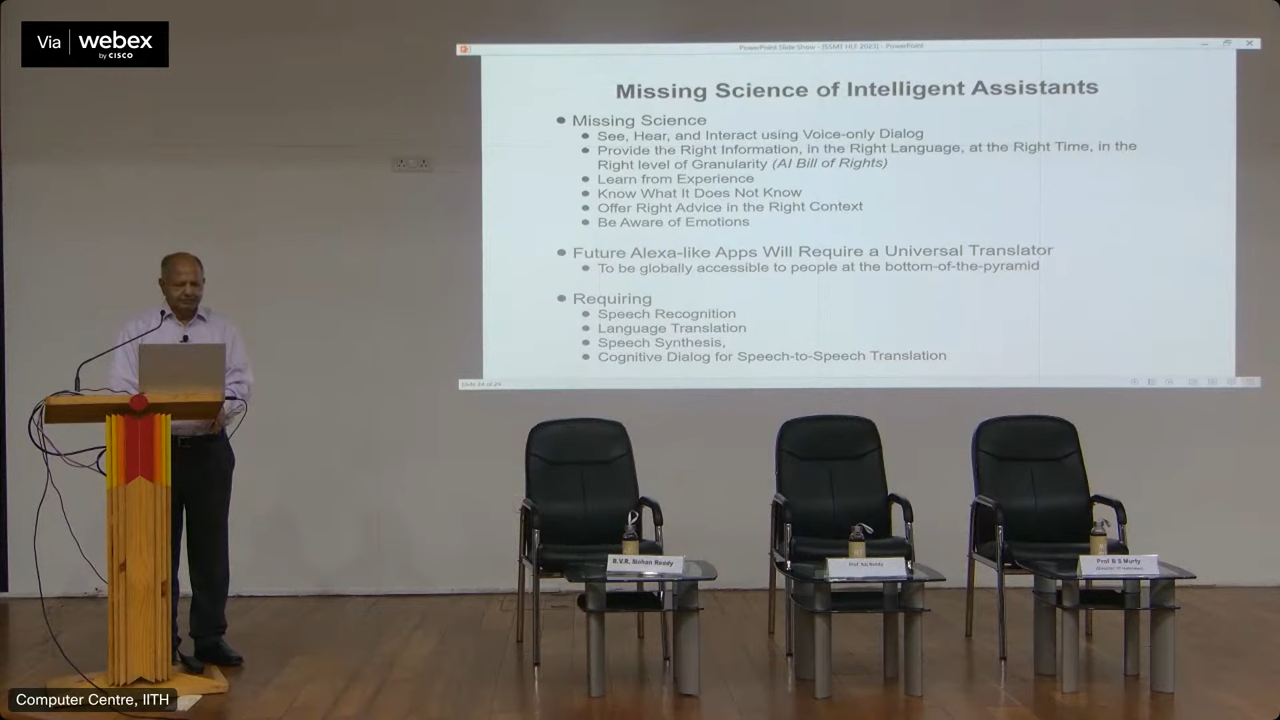 Via webex
by CISCO
PowerPoint Slide Show - [SSMT HLF 2023] - PowerPoint
Missing Science of Intelligent Assistants
• Missing Science
• See, Hear, and Interact using Voice-only Dialog
• Provide the Right Information, in the Right Language, at the Right Time, in the
Right level of Granularity (AI Bill of Rights)
• Learn from Experience
• Know What It Does Not Know
• Offer Right Advice in the Right Context
• Be Aware of Emotions
• Future Alexa-like Apps Will Require a Universal Translator
• To be globally accessible to people at the bottom-of-the-pyramid
• Requiring
• Speech Recognition
• Language Translation
• Speech Synthesis,
• Cognitive Dialog for Speech-to-Speech Translation
Slide 24 of 24
B.V.R. Mohan Reddy
Prof. Raj Reddy
Prof B S Murty
Computer Centre, IITH